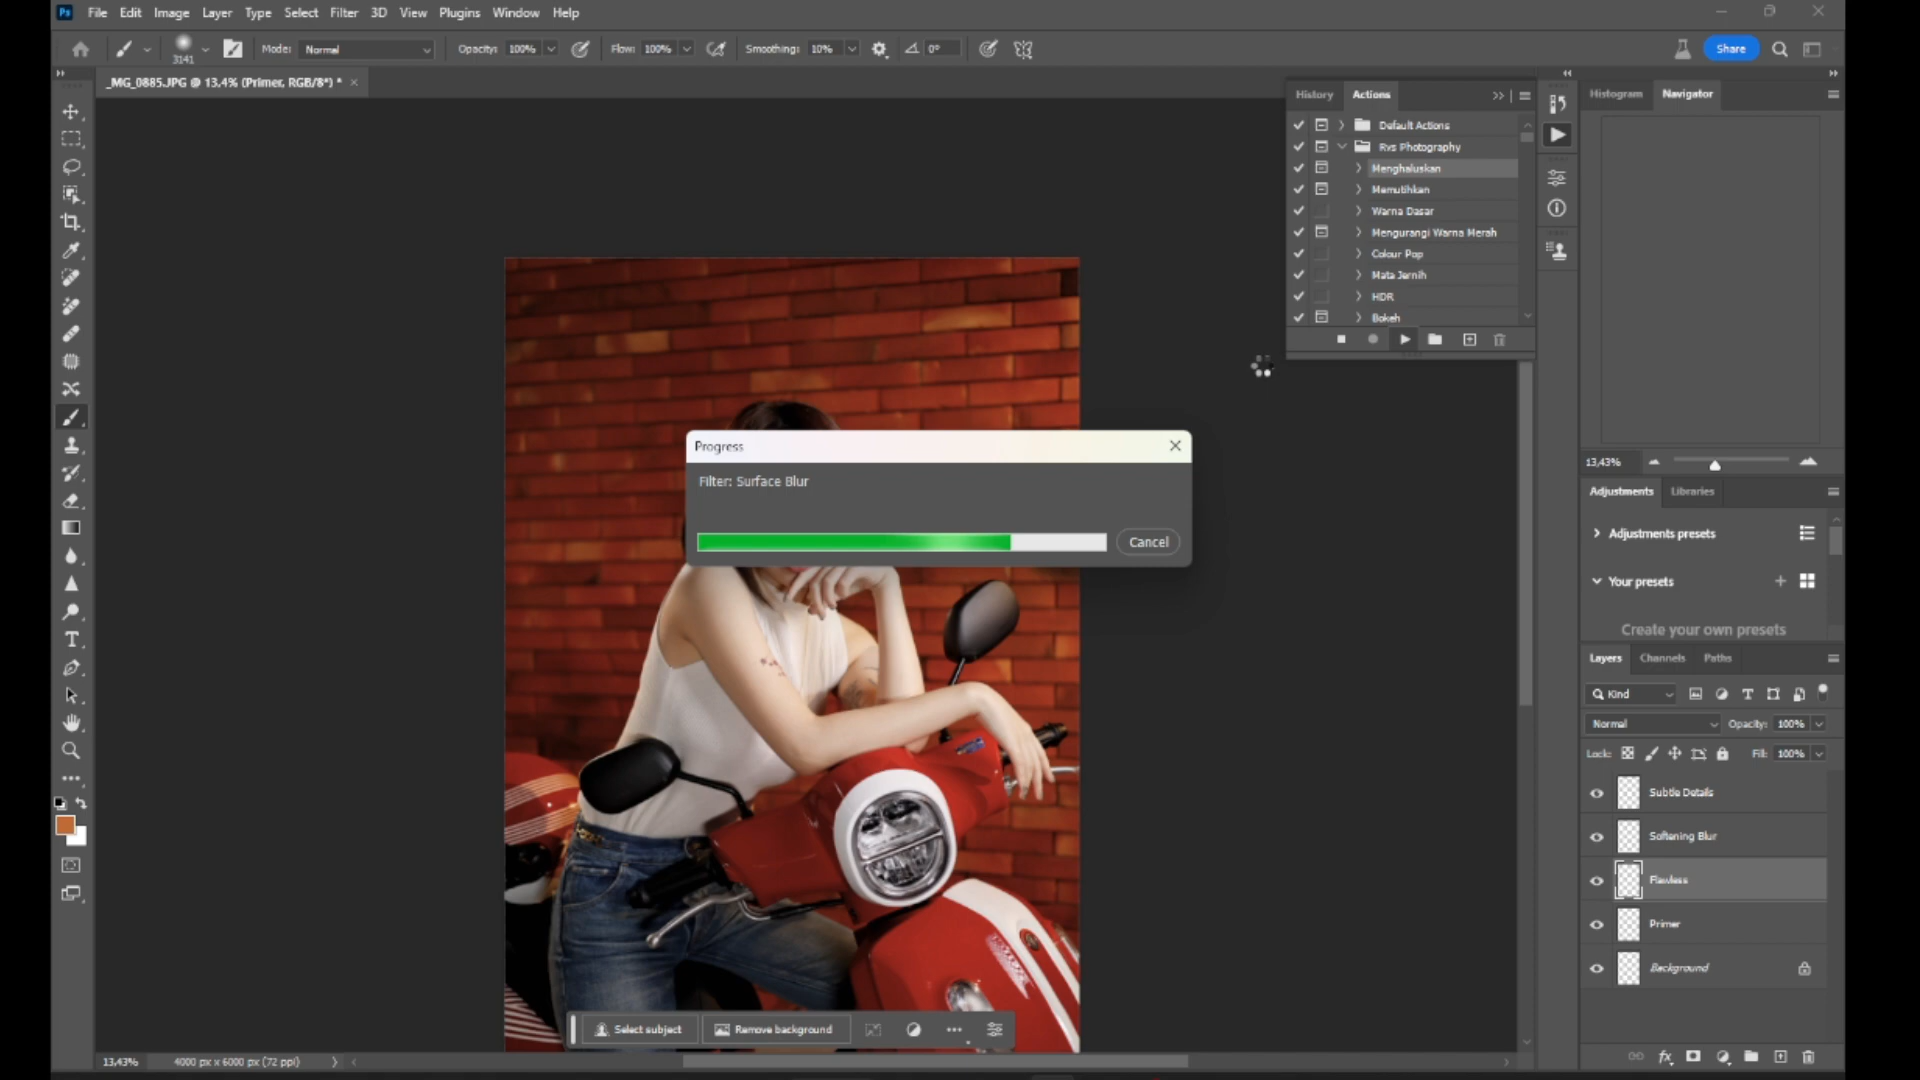 Ps File Edit Image Layer Type Select Filter 3D View Plugins Window Help
3141 Mode: Normal Opacity: 100% Flow: 100% Smoothing: 10% 0° Share
_MG_0885.JPG @ 13,4% (Primer, RGB/8*) * ×
History Actions
Default Actions
Rvs Photography
Menghaluskan
Memutihkan
Warna Dasar
Mengurangi Warna Merah
Colour Pop
Mata Jernih
HDR
Bokeh
Histogram Navigator
13,43%
Progress
Filter: Surface Blur
Cancel
Adjustments Libraries
Adjustments presets
Your presets
Create your own presets
Layers Channels Paths
Kind
Normal Opacity: 100%
Lock: Fill: 100%
Subtle Details
Softening Blur
Flawless
Primer
Background
Select subject Remove background
13,43% 4000 px x 6000 px (72 ppi)